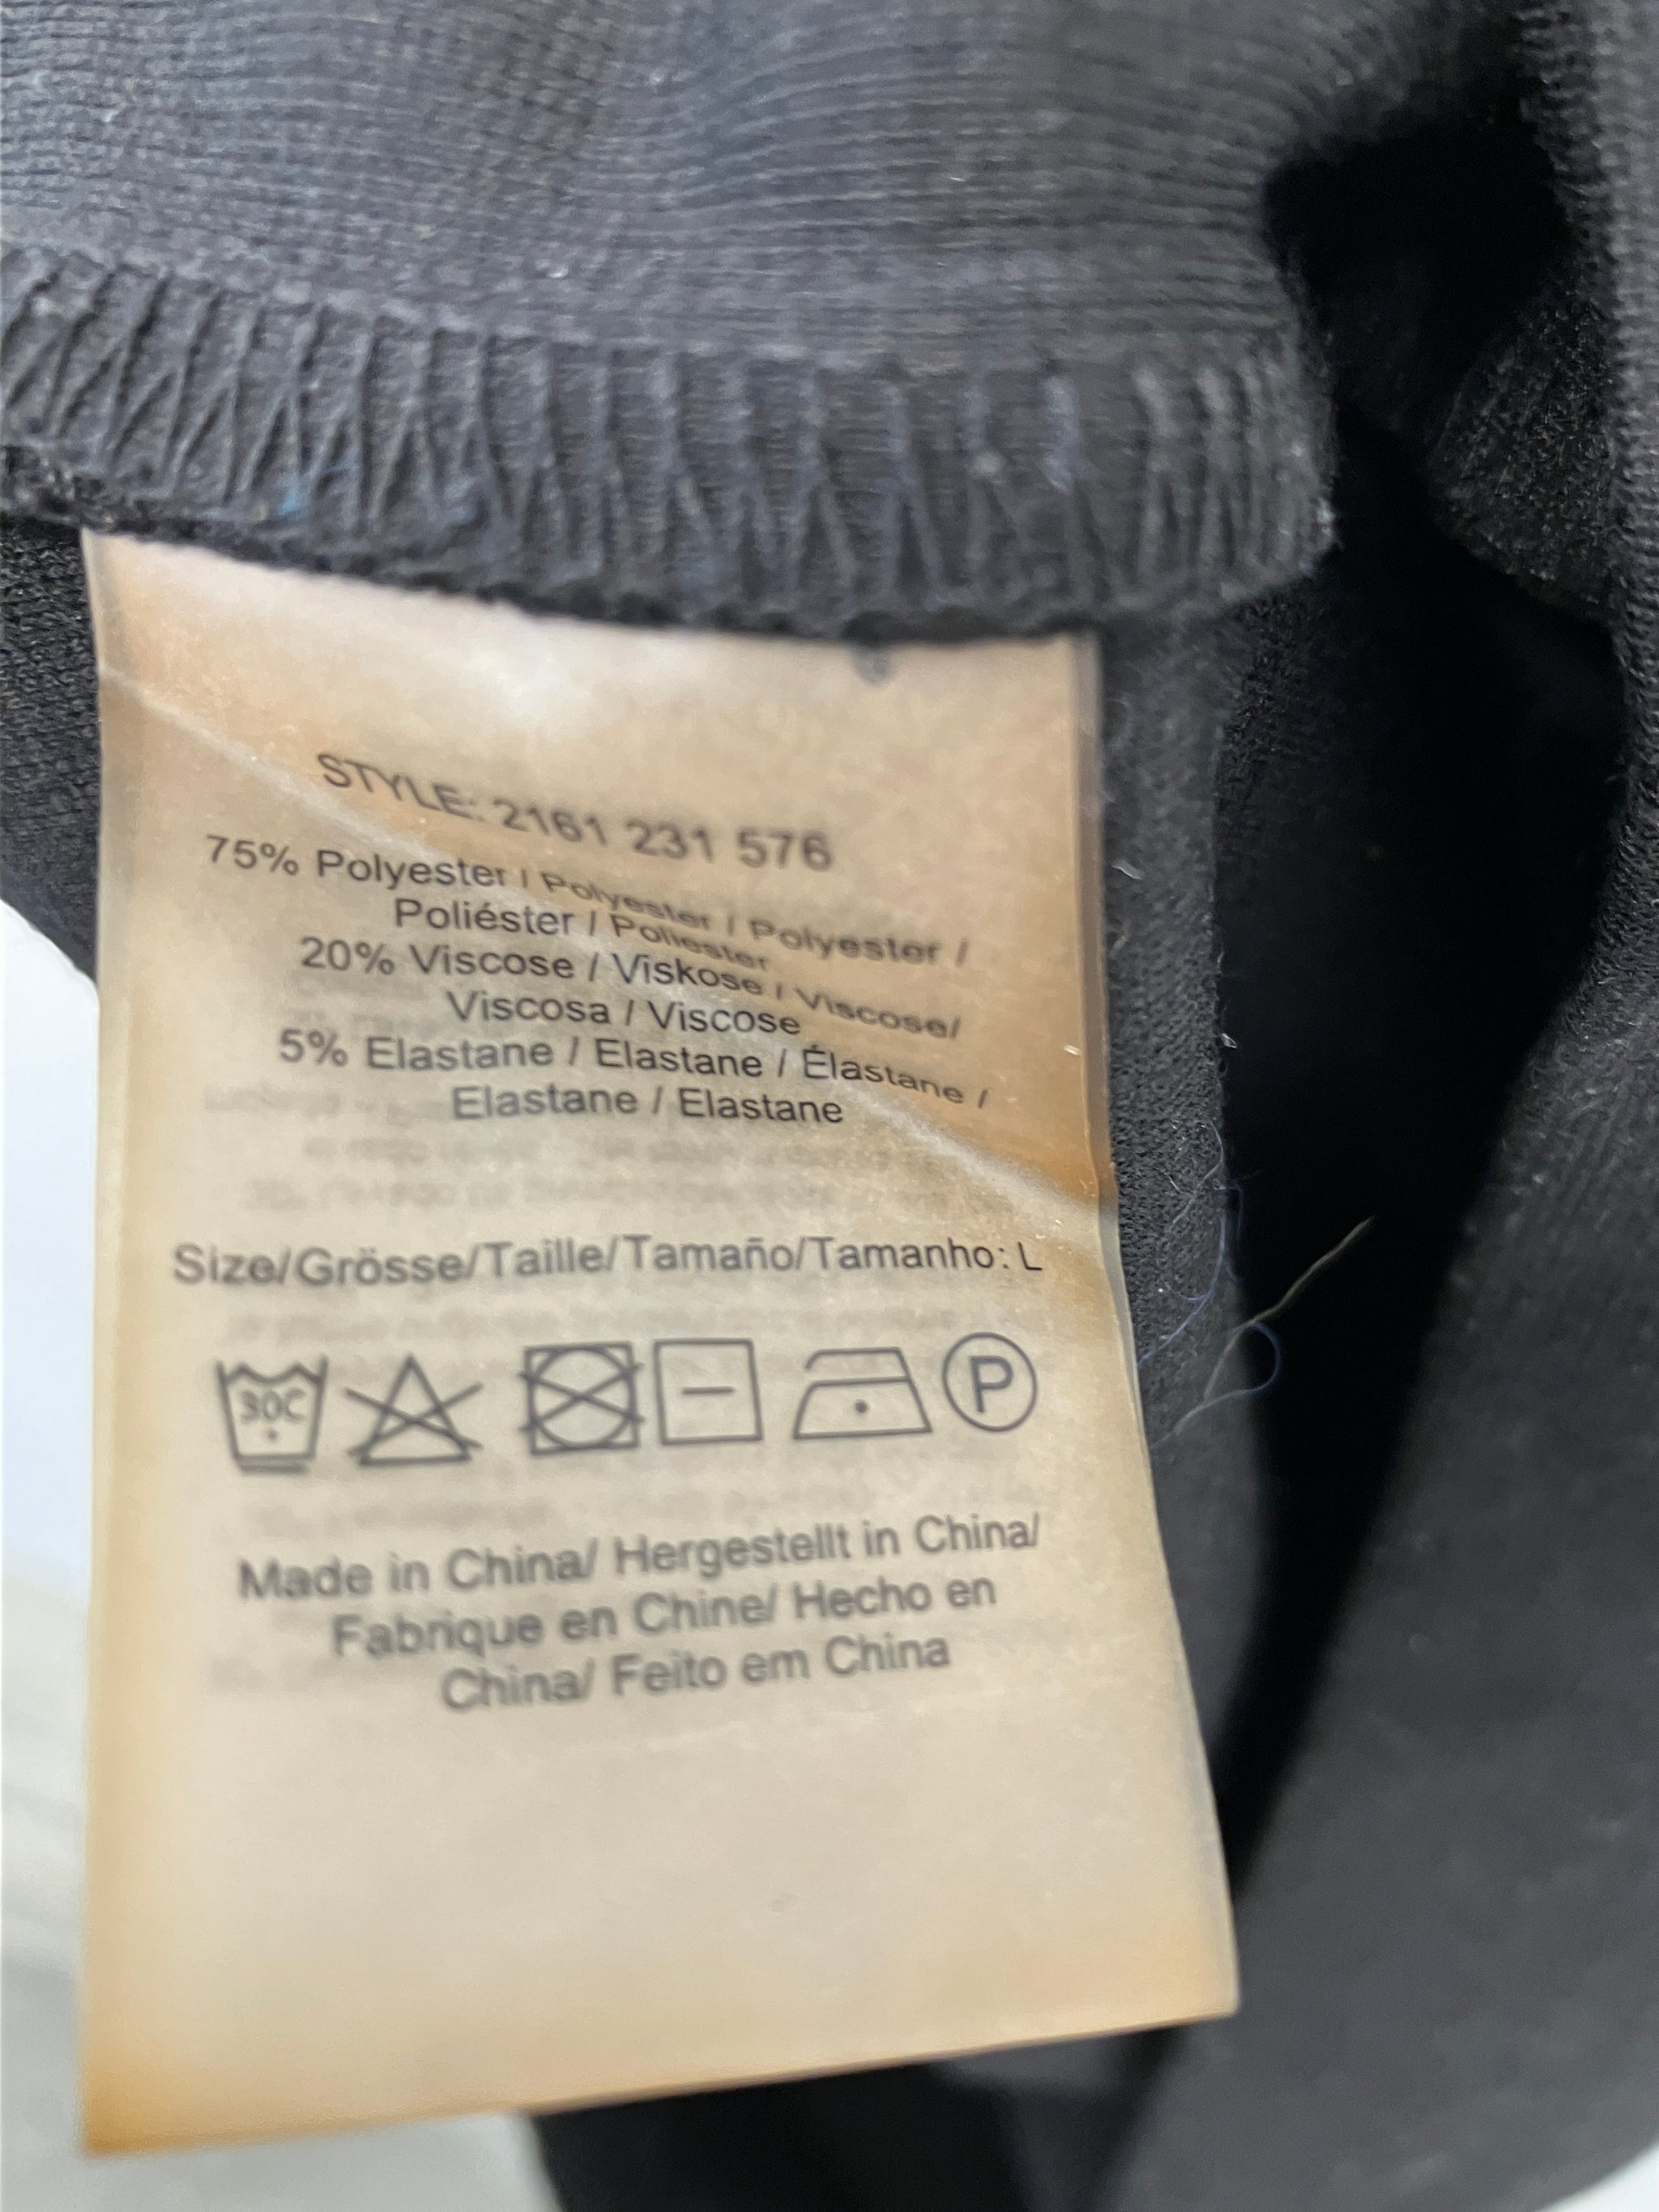 STYLE: 2161 231 576
75% Polyester / Polyester / Polyester /
Poliéster / Poliester
20% Viscose / Viskose / Viscose/
Viscosa / Viscose
5% Elastane / Elastane / Élastane /
Elastane / Elastane
Size/Grösse/Taille/Tamaño/Tamanho: L
30C P
Made in China/ Hergestellt in China/
Fabrique en Chine/ Hecho en
China/ Feito em China